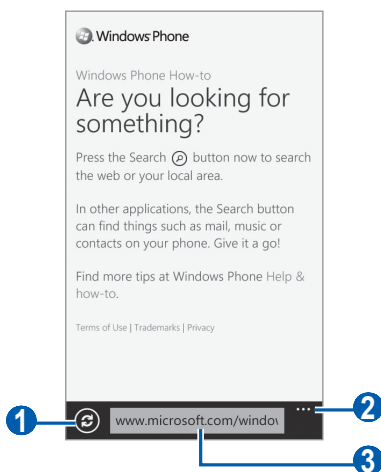 Windows Phone
Windows Phone How-to
Are you looking for
something?
Press the Search button now to search
the web or your local area.
In other applications, the Search button
can find things such as mail, music or
contacts on your phone. Give it a go!
Find more tips at Windows Phone Help &
how-to.
Terms of Use | Trademarks | Privacy
1
www.microsoft.com/window
2
3